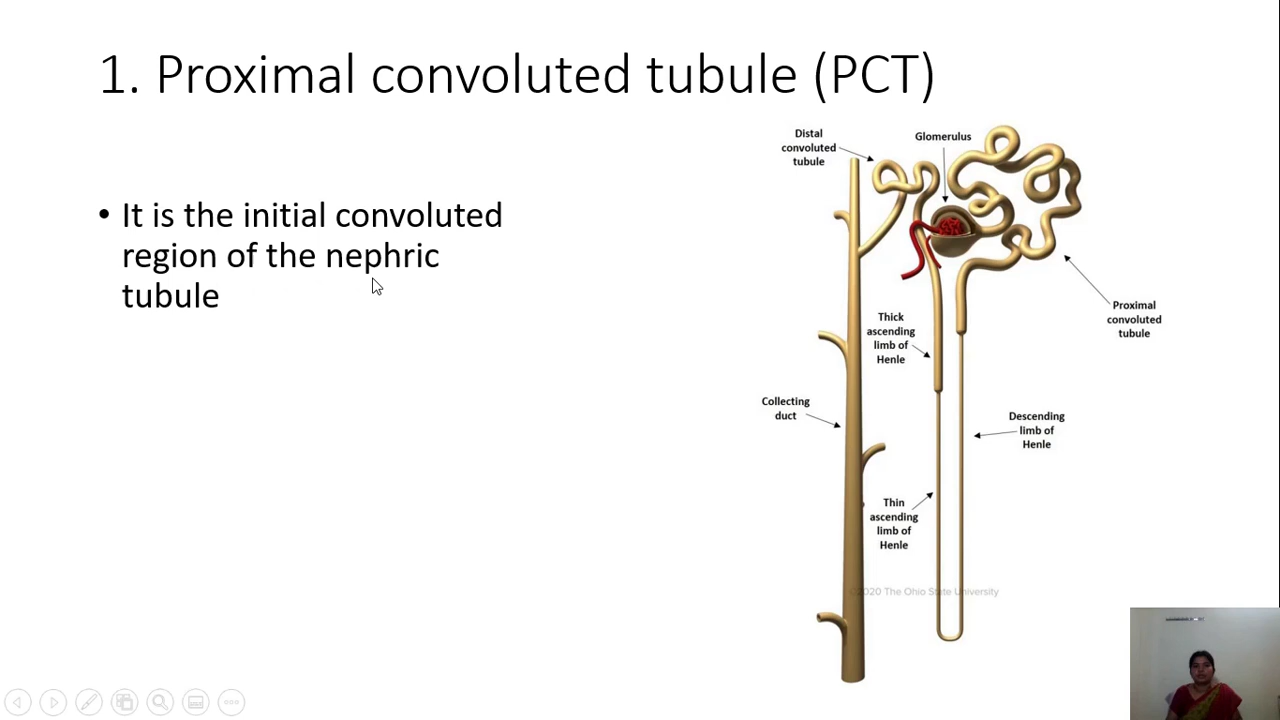 1. Proximal convoluted tubule (PCT)
• It is the initial convoluted
region of the nephric
tubule
Distal
convoluted
tubule
Glomerulus
Proximal
convoluted
tubule
Thick
ascending
limb of
Henle
Collecting
duct
Descending
limb of
Henle
Thin
ascending
limb of
Henle
©2020 The Ohio State University